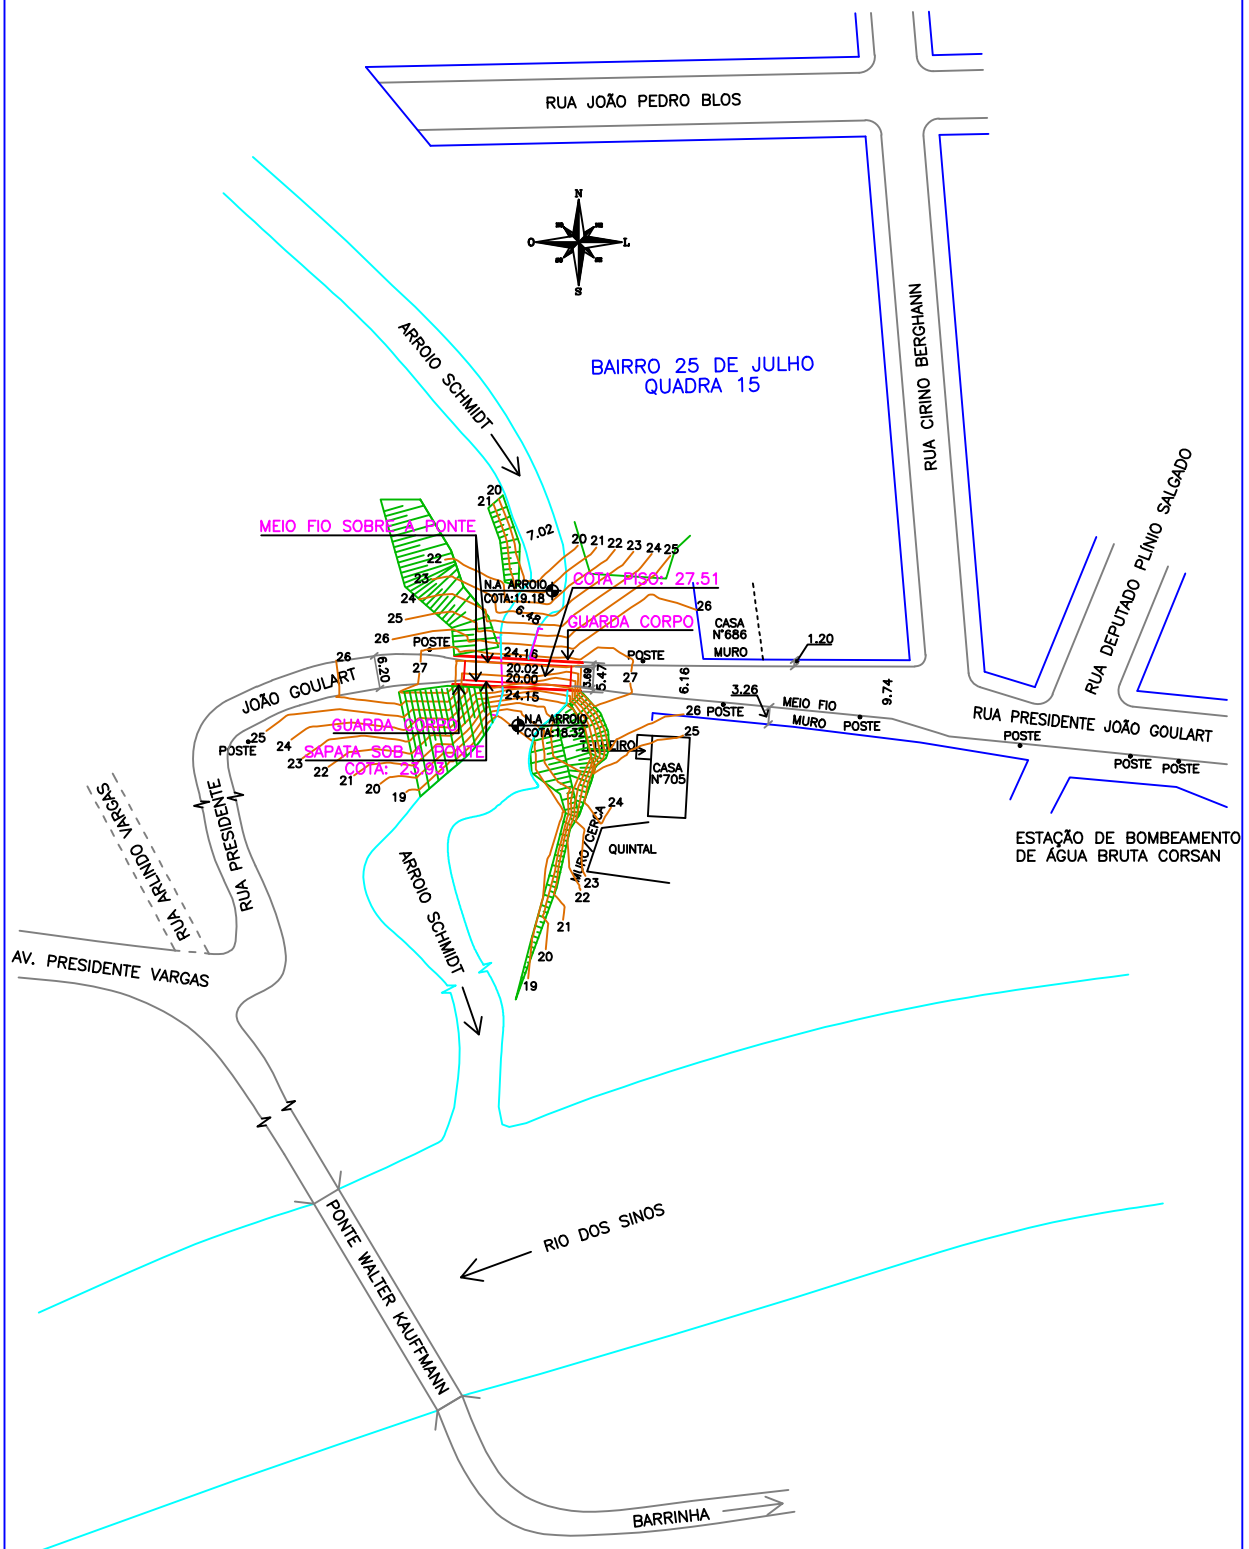 RUA JOÃO PEDRO BLOS
N
O
L
S
RUA CIRINO BERGHANN
ARROIO SCHMIDT
BAIRRO 25 DE JULHO
QUADRA 15
RUA DEPUTADO PLÍNIO SALGADO
20
21
MEIO FIO SOBRE A PONTE
7.02
20
21
22
23
24
25
22
23
24
25
26
N.A ARROIO
COTA:19.18
COTA PISO: 27.51
6.48
GUARDA CORPO
26
CASA
N°686
MURO
1.20
POSTE
24.16
POSTE
26
6.20
27
20.02
20.00
24.15
3.69
5.47
27
6.16
9.74
JOÃO GOULART
3.26
MEIO FIO
MURO
POSTE
POSTE
26
25
RUA PRESIDENTE JOÃO GOULART
POSTE
POSTE
POSTE
GUARDA CORPO
N.A ARROIO
COTA:18.32
POSTE
25
24
23
22
21
20
19
SAPATA SOB A PONTE
COTA: 23.93
CASA
N°705
24
MURO/CERCA
QUINTAL
23
22
21
20
19
ESTAÇÃO DE BOMBEAMENTO
DE ÁGUA BRUTA CORSAN
RUA PRESIDENTE
RUA ARLINDO VARGAS
ARROIO SCHMIDT
AV. PRESIDENTE VARGAS
RIO DOS SINOS
PONTE WALTER KAUFFMANN
BARRINHA